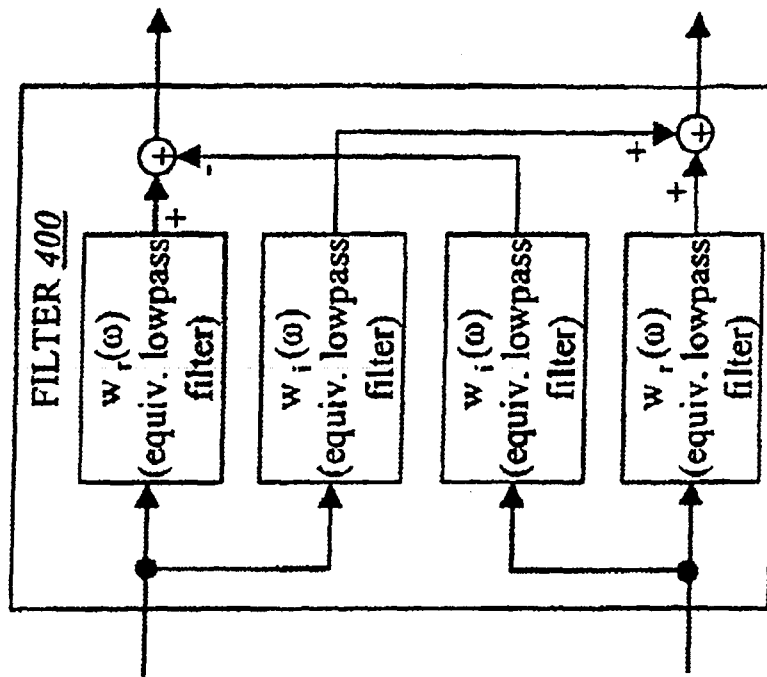 FILTER 400
w r(ω)
(equiv. lowpass
filter)
w i(ω)
(equiv. lowpass
filter)
w i(ω)
(equiv. lowpass
filter)
w r(ω)
(equiv. lowpass
filter)
+
+
-
+
+
+